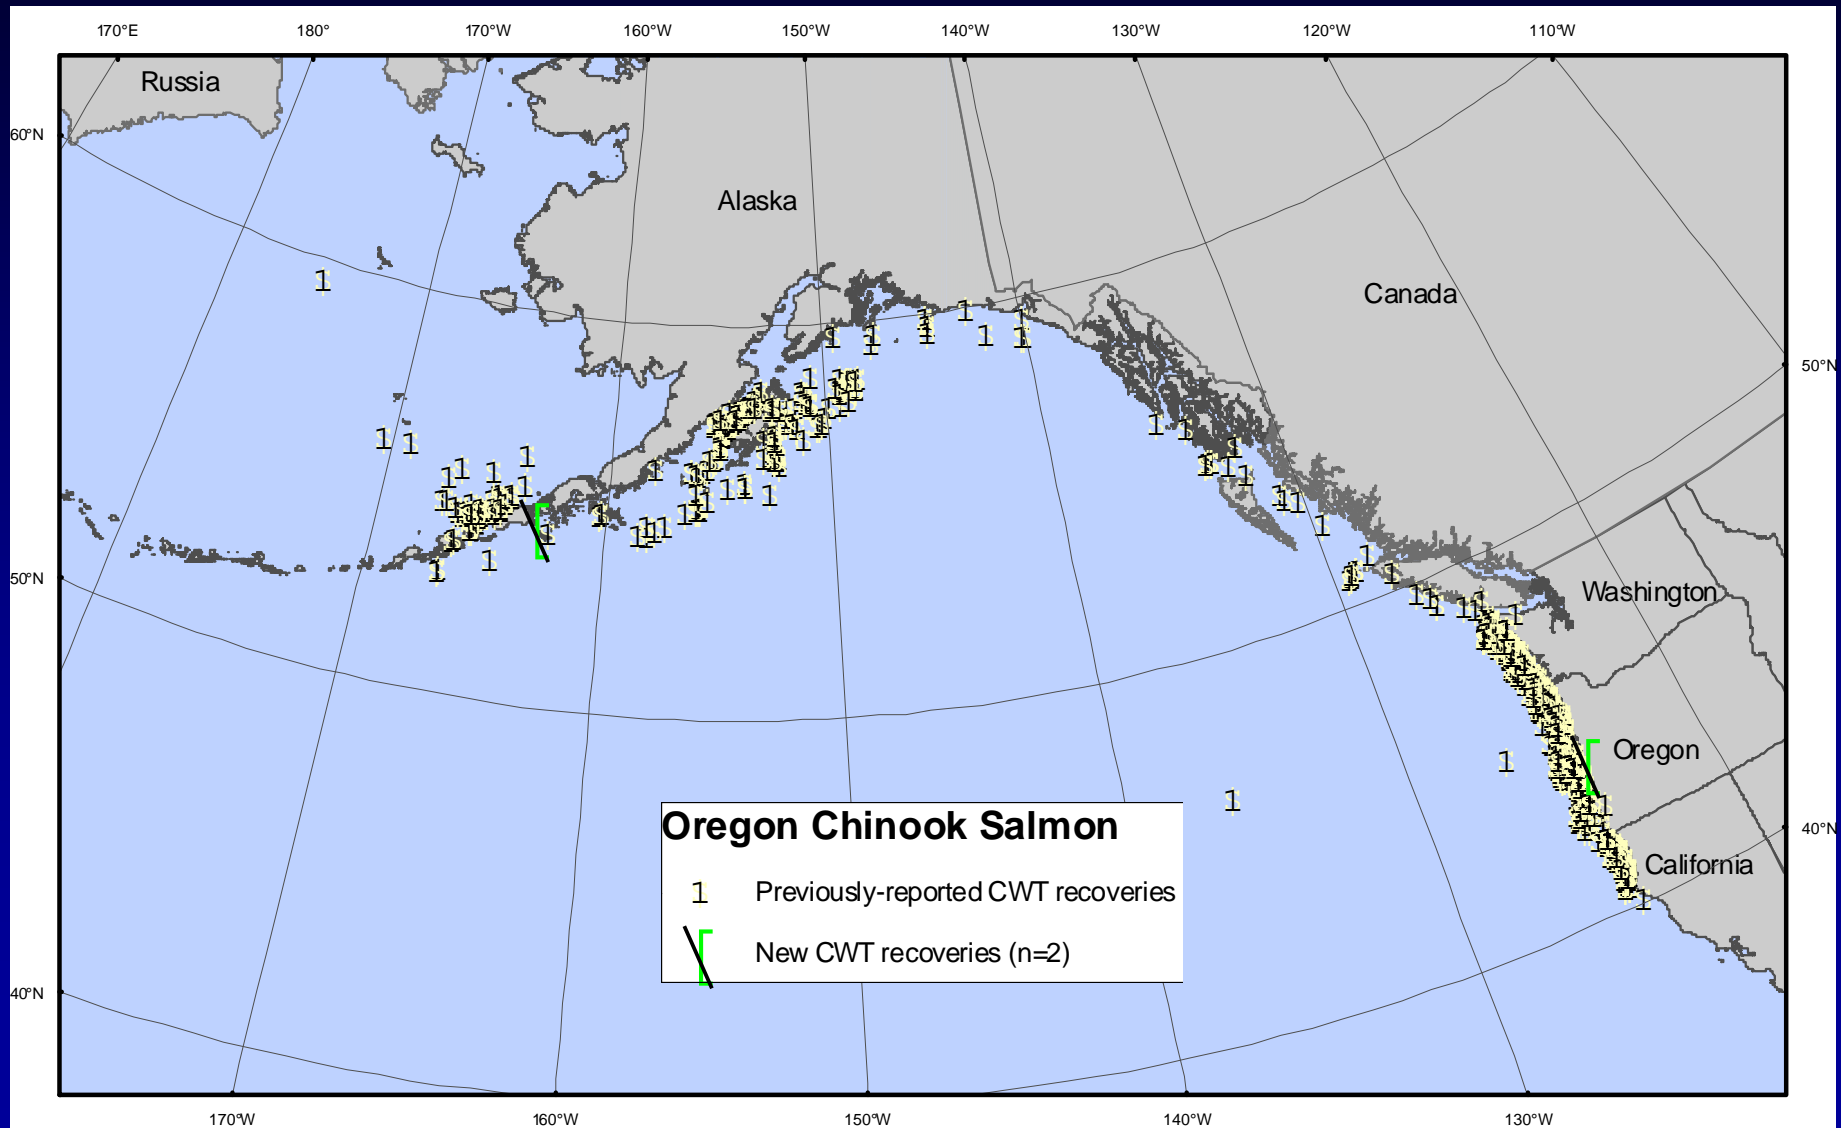 170°E 180° 170°W 160°W 150°W 140°W 130°W 120°W 110°W
Russia
60°N
Alaska
Canada
50°N
50°N
Washington
Oregon
Oregon Chinook Salmon
40°N
California
1 Previously-reported CWT recoveries
New CWT recoveries (n=2)
40°N
170°W 160°W 150°W 140°W 130°W